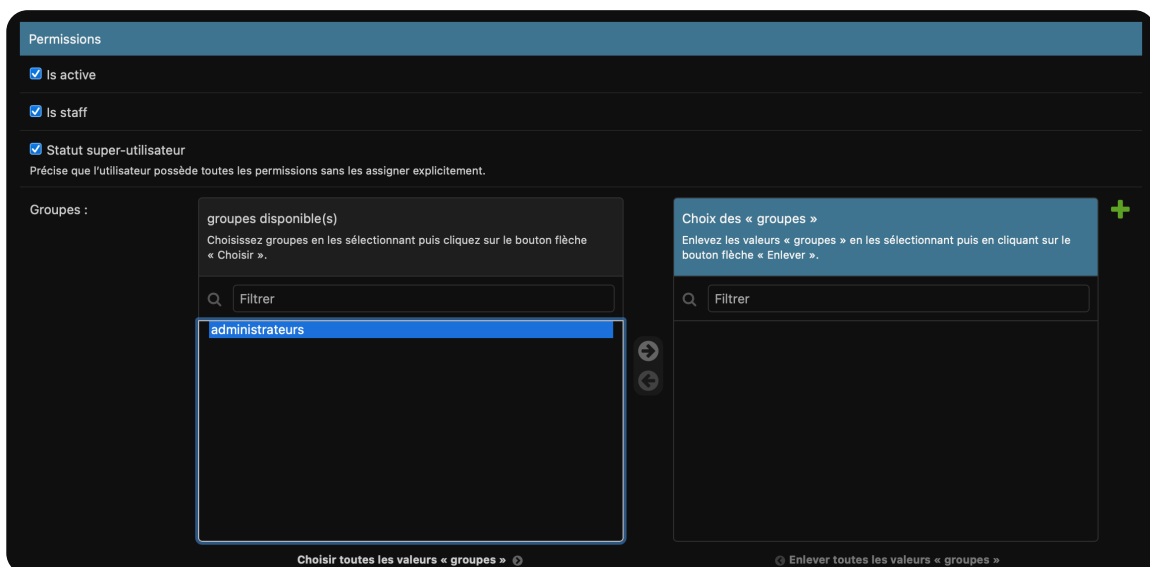 Permissions
Is active
Is staff
Statut super-utilisateur
Précise que l’utilisateur possède toutes les permissions sans les assigner explicitement.
Groupes :
groupes disponible(s)
Choisissez groupes en les sélectionnant puis cliquez sur le bouton flèche
« Choisir ».
Filtrer
administrateurs
Choisir toutes les valeurs « groupes »
Choix des « groupes »
Enlevez les valeurs « groupes » en les sélectionnant puis en cliquant sur le
bouton flèche « Enlever ».
Filtrer
Enlever toutes les valeurs « groupes »